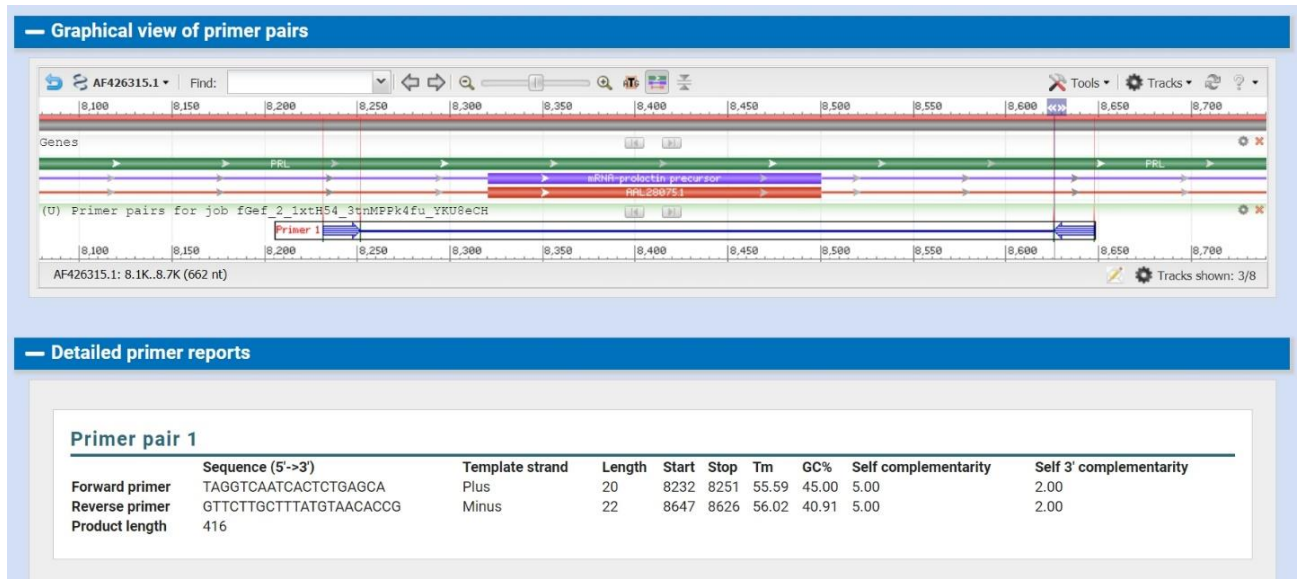 Graphical view of primer pairs
AF426315.1 Find: Tools Tracks ?
8,100 8,150 8,200 8,250 8,300 8,350 8,400 8,450 8,500 8,550 8,600 8,650 8,700
Genes
PRL PRL
mRNA-prolactin precursor
AAL28075.1
(U) Primer pairs for job fGef_2_1xtH54_3tnMPPk4fu_YKU8eCH
Primer 1
8,100 8,150 8,200 8,250 8,300 8,350 8,400 8,450 8,500 8,550 8,600 8,650 8,700
AF426315.1: 8.1K..8.7K (662 nt) Tracks shown: 3/8
Detailed primer reports
Primer pair 1
Sequence (5'->3') Template strand Length Start Stop Tm GC% Self complementarity Self 3' complementarity
Forward primer TAGGTCAATCACTCTGAGCA Plus 20 8232 8251 55.59 45.00 5.00 2.00
Reverse primer GTTCTTGCTTTATGTAACACCG Minus 22 8647 8626 56.02 40.91 5.00 2.00
Product length 416